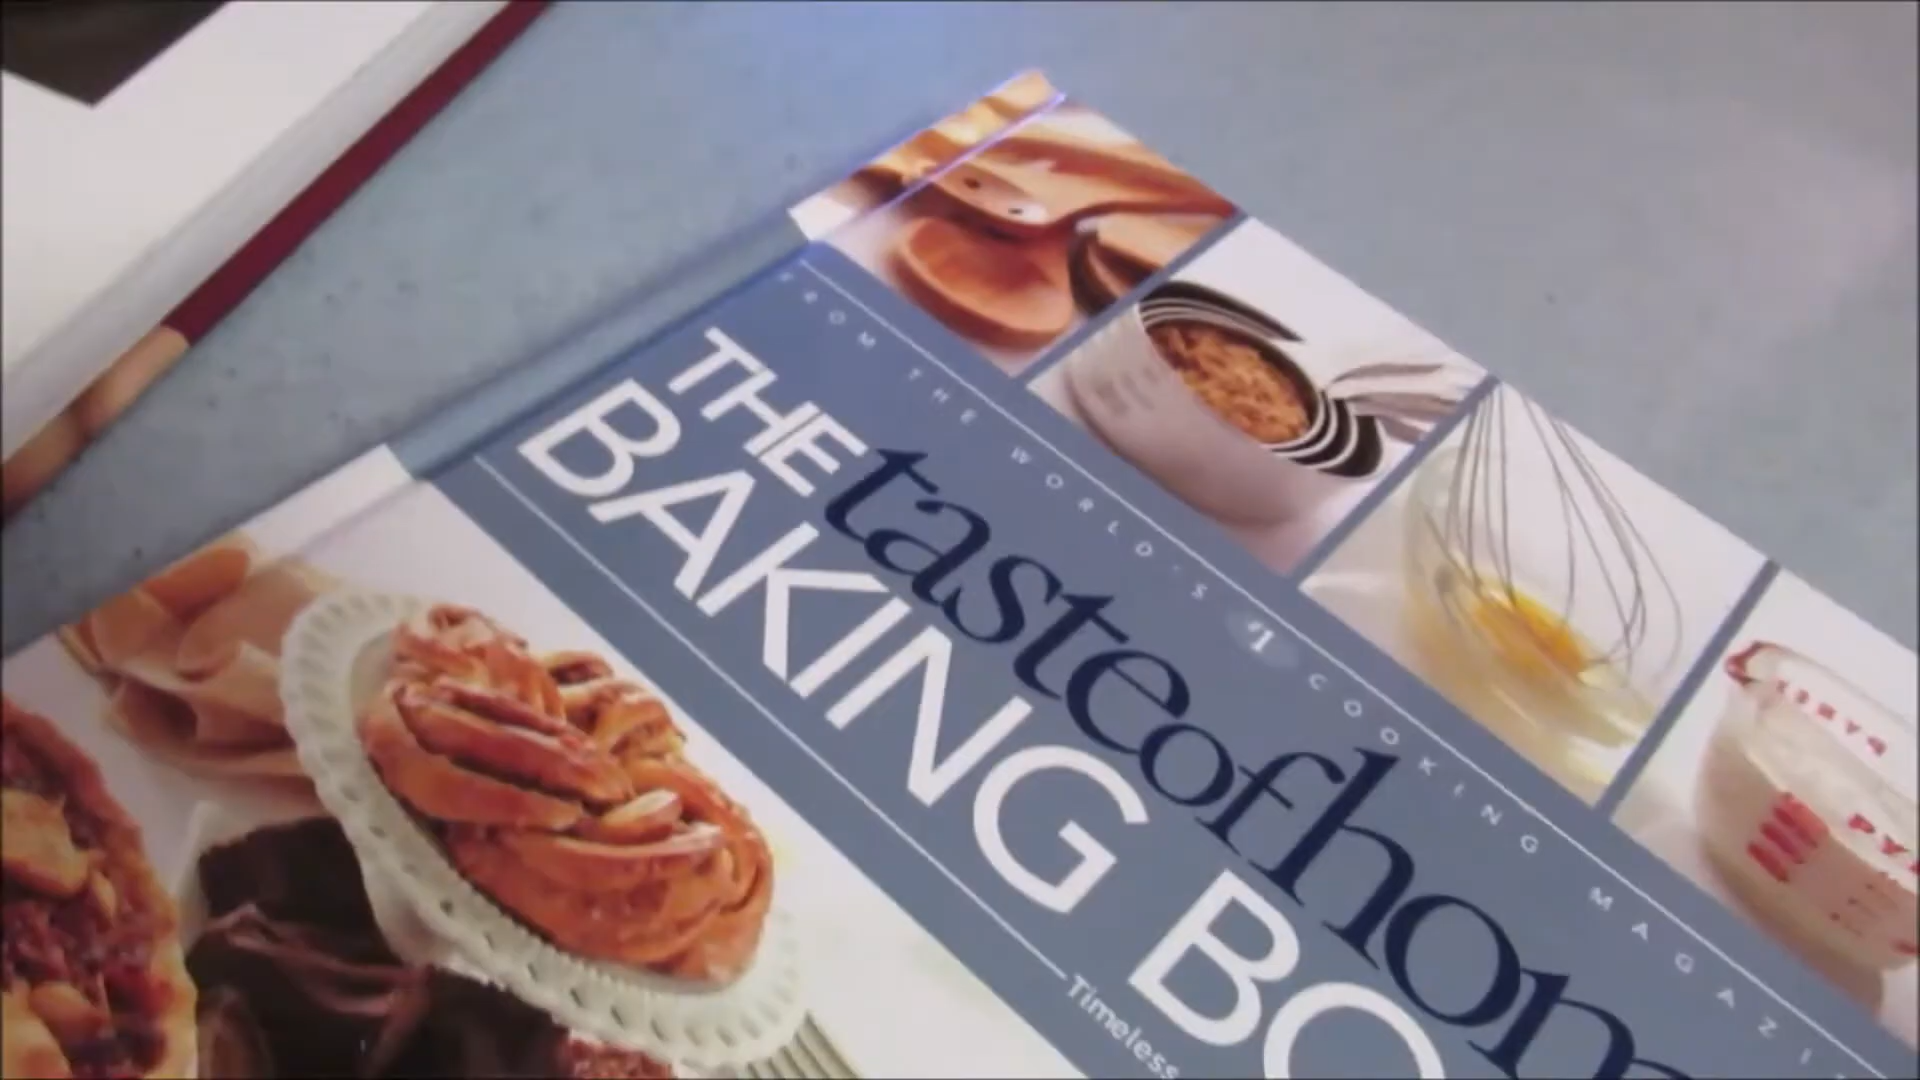 FROM THE WORLD'S #1 COOKING MAGAZI
THE tasteofhom
BAKING BO
Timeless